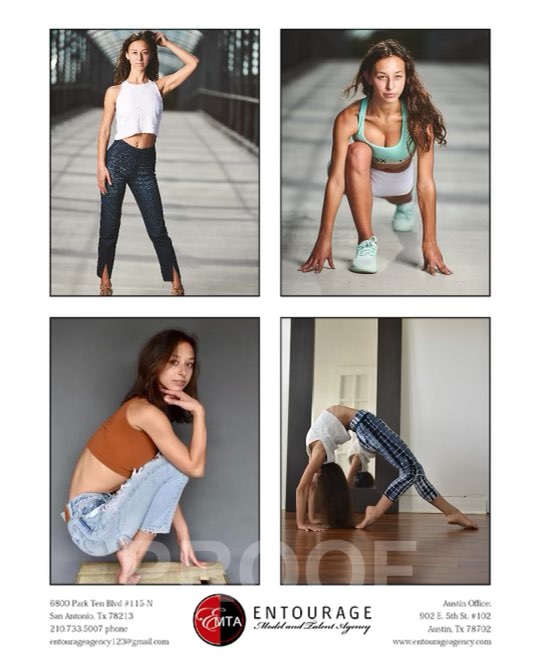 PROOF
6800 Park Ten Blvd #115-N
San Antonio, Tx 78213
210.733.5007 phone
entourageagency123@gmail.com
EMTA
ENTOURAGE
Model and Talent Agency
Austin Office:
902 E. 5th St. #102
Austin, Tx 78702
www.entourageagency.com